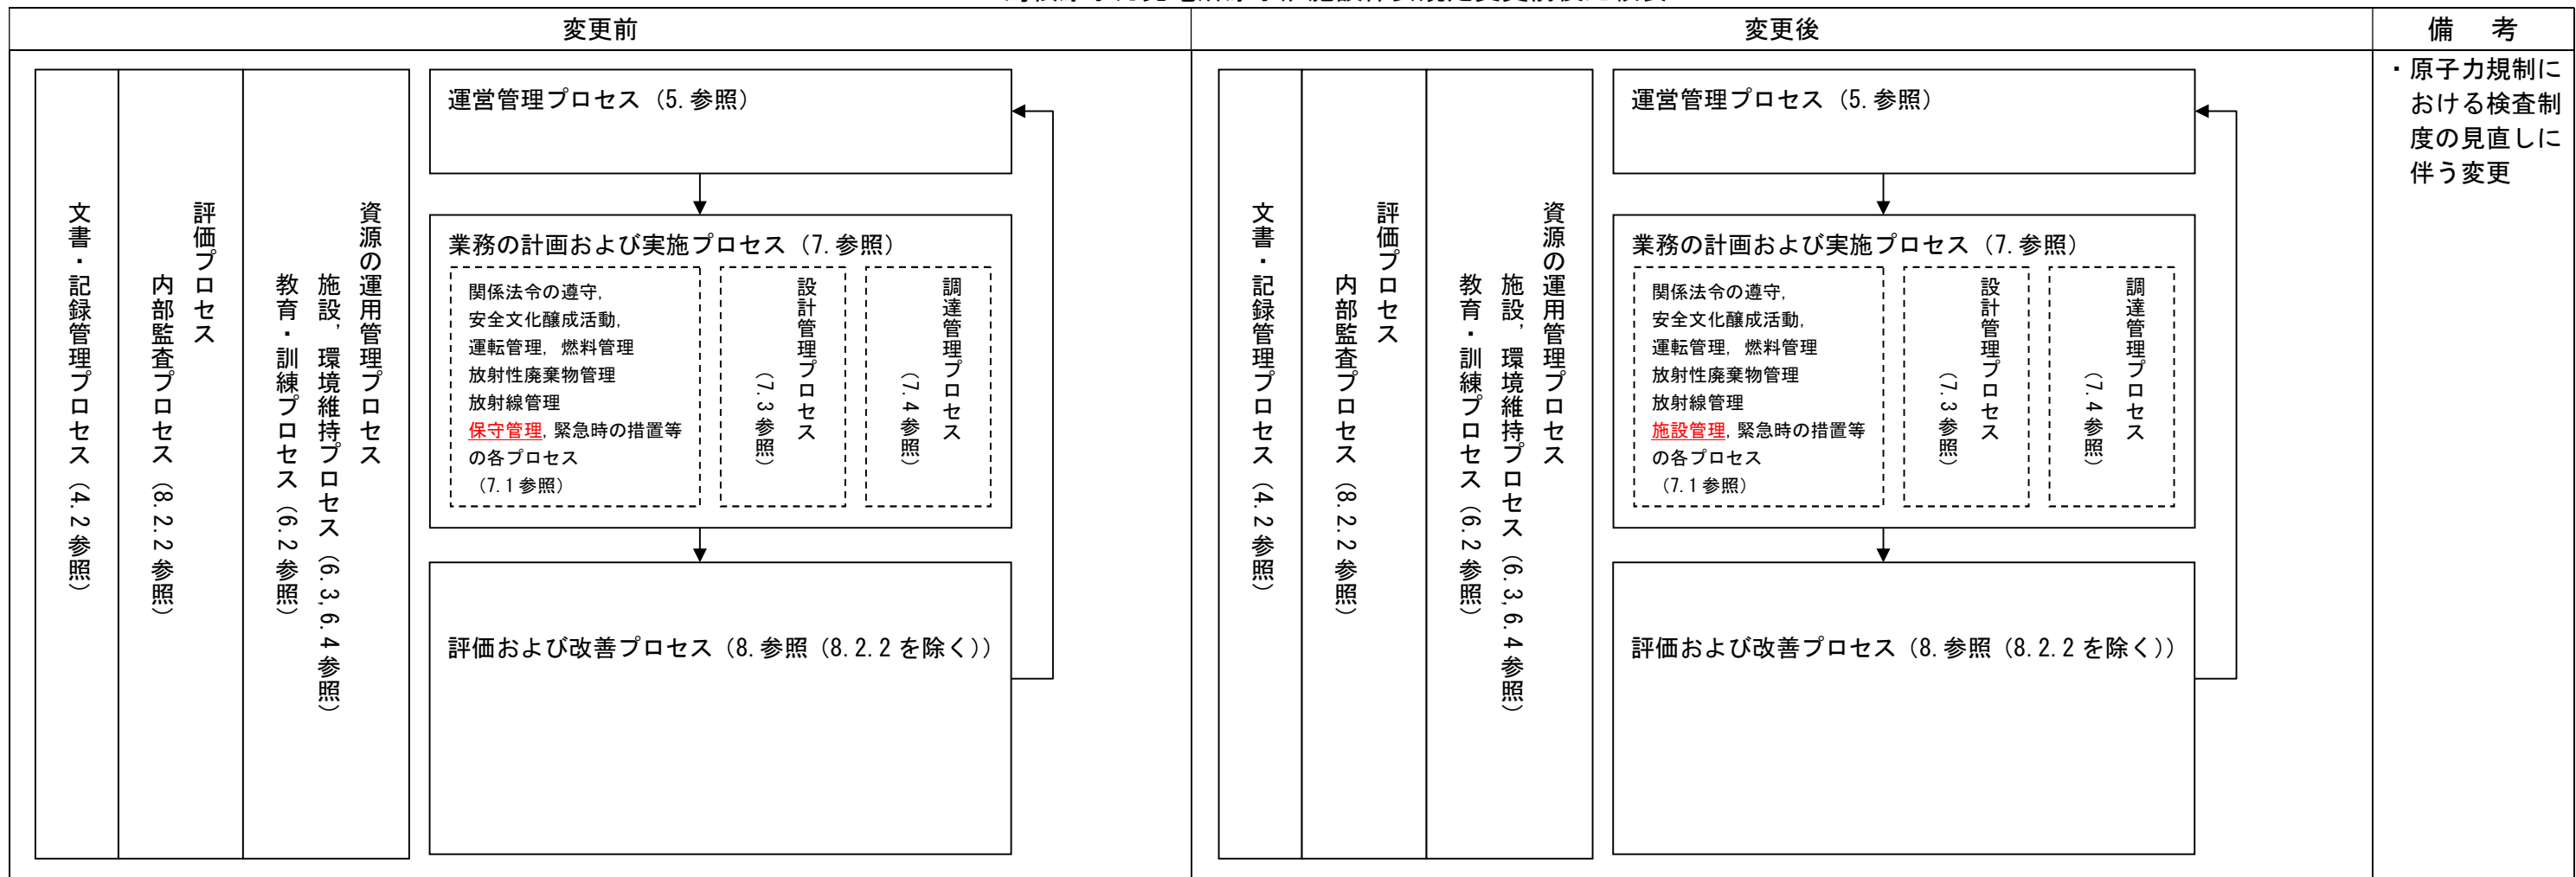 変更前
変更後
備　考
文書・記録管理プロセス（4.2参照）
評価プロセス
内部監査プロセス（8.2.2参照）
資源の運用管理プロセス
施設，環境維持プロセス（6.3,6.4参照）
教育・訓練プロセス（6.2参照）
運営管理プロセス（5.参照）
業務の計画および実施プロセス（7.参照）
関係法令の遵守，
安全文化醸成活動，
運転管理，燃料管理
放射性廃棄物管理
放射線管理
保守管理，緊急時の措置等
の各プロセス
（7.1参照）
設計管理プロセス
（7.3参照）
調達管理プロセス
（7.4参照）
評価および改善プロセス（8.参照（8.2.2を除く））
文書・記録管理プロセス（4.2参照）
評価プロセス
内部監査プロセス（8.2.2参照）
資源の運用管理プロセス
施設，環境維持プロセス（6.3,6.4参照）
教育・訓練プロセス（6.2参照）
運営管理プロセス（5.参照）
業務の計画および実施プロセス（7.参照）
関係法令の遵守，
安全文化醸成活動，
運転管理，燃料管理
放射性廃棄物管理
放射線管理
施設管理，緊急時の措置等
の各プロセス
（7.1参照）
設計管理プロセス
（7.3参照）
調達管理プロセス
（7.4参照）
評価および改善プロセス（8.参照（8.2.2を除く））
・原子力規制に
おける検査制
度の見直しに
伴う変更